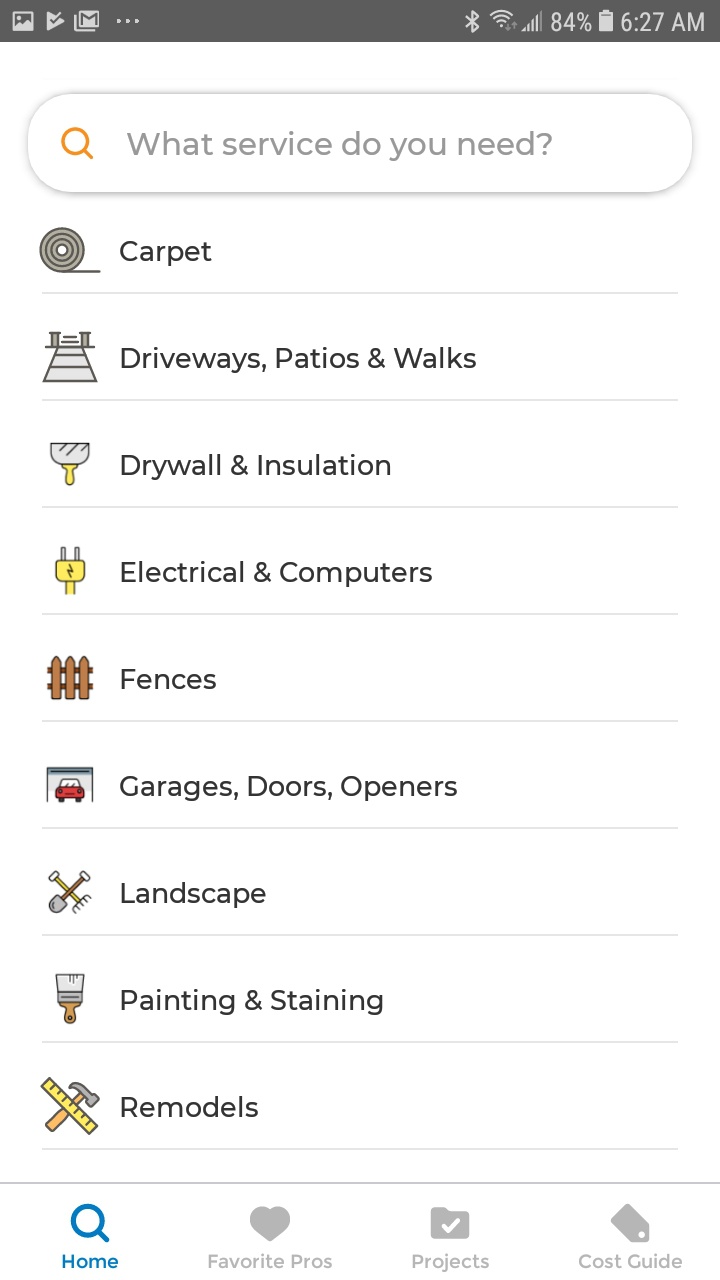 84% 6:27 AM
What service do you need?
Carpet
Driveways, Patios & Walks
Drywall & Insulation
Electrical & Computers
Fences
Garages, Doors, Openers
Landscape
Painting & Staining
Remodels
Home Favorite Pros Projects Cost Guide